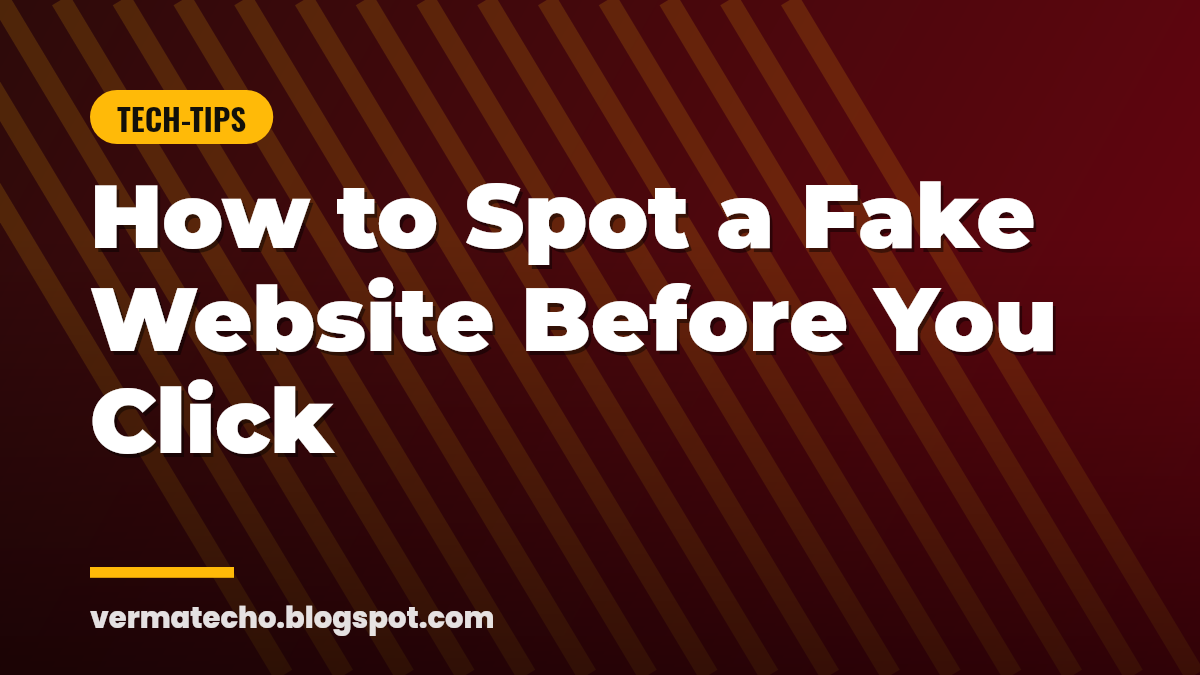 TECH-TIPS
How to Spot a Fake
Website Before You
Click
vermatecho.blogspot.com